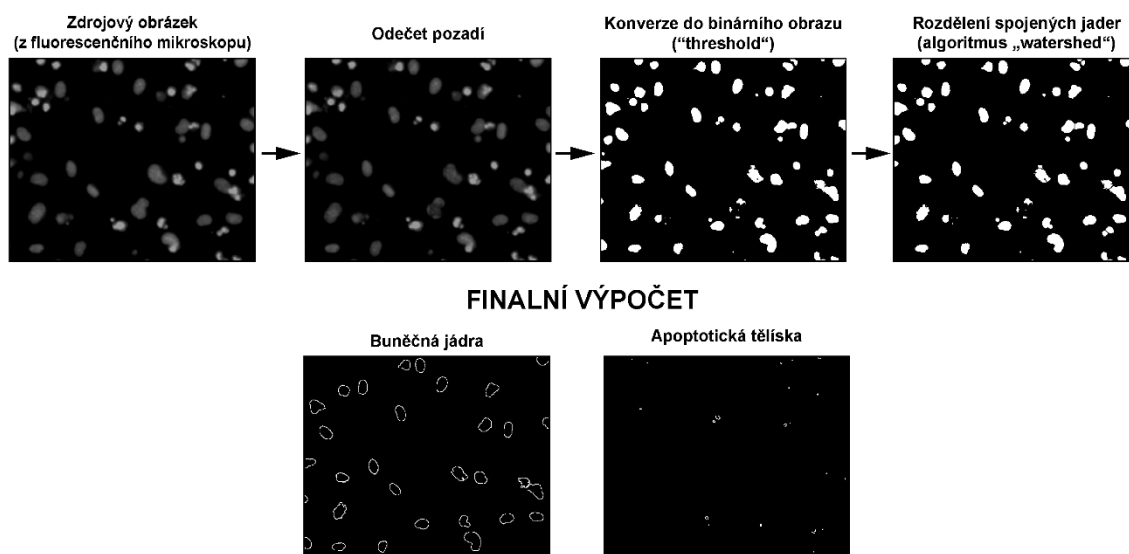 Zdrojový obrázek
(z fluorescenčního mikroskopu)
Odečet pozadí
Konverze do binárního obrazu
(“threshold“)
Rozdělení spojených jader
(algoritmus „watershed“)
FINALNÍ VÝPOČET
Buněčná jádra
Apoptotická tělíska